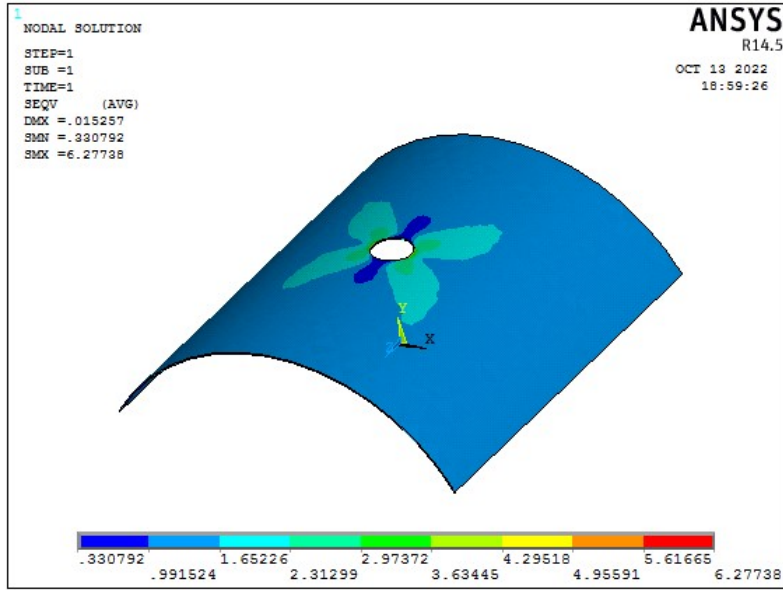 1
NODAL SOLUTION
STEP=1
SUB =1
TIME=1
SEQV (AVG)
DMX =.015257
SMN =.330792
SMX =6.27738
ANSYS
R14.5
OCT 13 2022
18:59:26
Y
X
Z
.330792 1.65226 2.97372 4.29518 5.61665
.991524 2.31299 3.63445 4.95591 6.27738